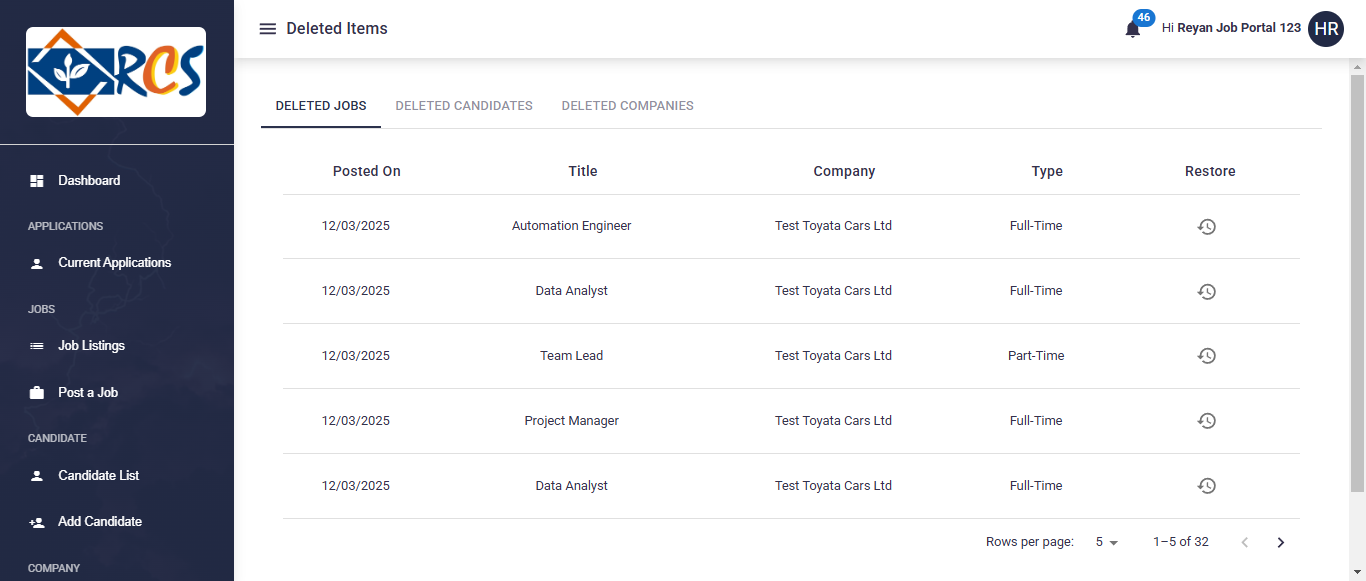 RCS
Deleted Items
46
Hi Reyan Job Portal 123
HR
DELETED JOBS DELETED CANDIDATES DELETED COMPANIES
Posted On Title Company Type Restore
12/03/2025 Automation Engineer Test Toyata Cars Ltd Full-Time
12/03/2025 Data Analyst Test Toyata Cars Ltd Full-Time
12/03/2025 Team Lead Test Toyata Cars Ltd Part-Time
12/03/2025 Project Manager Test Toyata Cars Ltd Full-Time
12/03/2025 Data Analyst Test Toyata Cars Ltd Full-Time
Rows per page: 5 1–5 of 32
Dashboard
APPLICATIONS
Current Applications
JOBS
Job Listings
Post a Job
CANDIDATE
Candidate List
Add Candidate
COMPANY